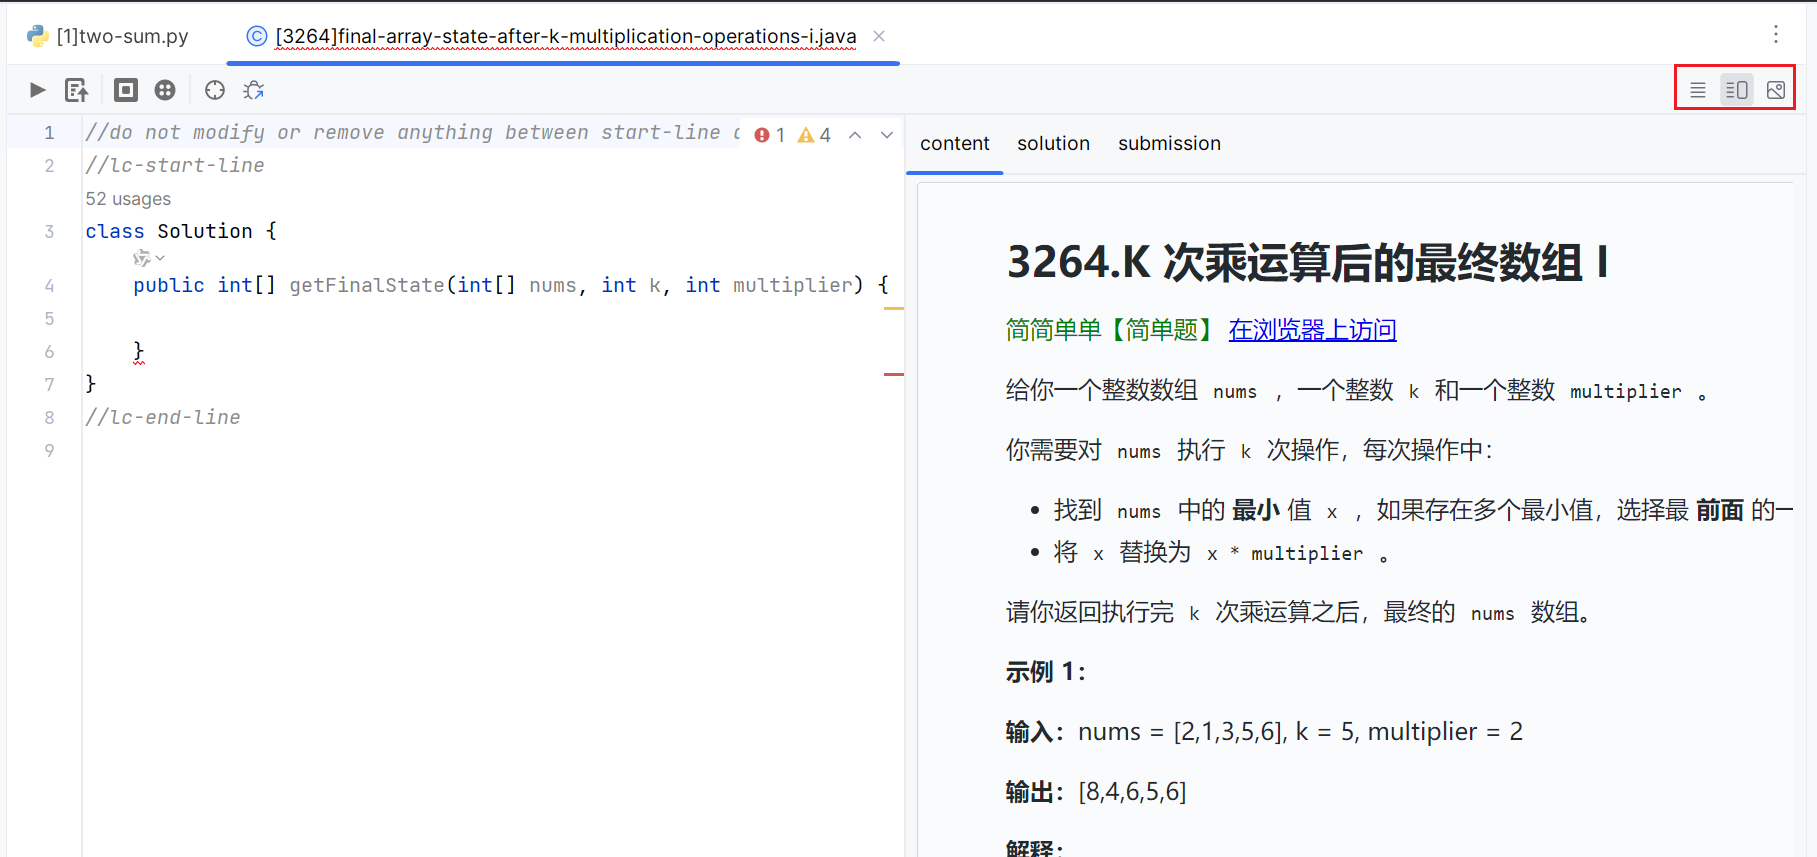 [1]two-sum.py
[3264]final-array-state-after-k-multiplication-operations-i.java
1 //do not modify or remove anything between start-line
1 4
2 //lc-start-line
52 usages
3 class Solution {
4 public int[] getFinalState(int[] nums, int k, int multiplier) {
5
6 }
7 }
8 //lc-end-line
9
content solution submission
3264.K 次乘运算后的最终数组 I
简简单单【简单题】 在浏览器上访问
给你一个整数数组 nums ，一个整数 k 和一个整数 multiplier 。
你需要对 nums 执行 k 次操作，每次操作中：
• 找到 nums 中的 最小 值 x ，如果存在多个最小值，选择最 前面 的一
• 将 x 替换为 x * multiplier 。
请你返回执行完 k 次乘运算之后，最终的 nums 数组。
示例 1：
输入：nums = [2,1,3,5,6], k = 5, multiplier = 2
输出：[8,4,6,5,6]
解释：